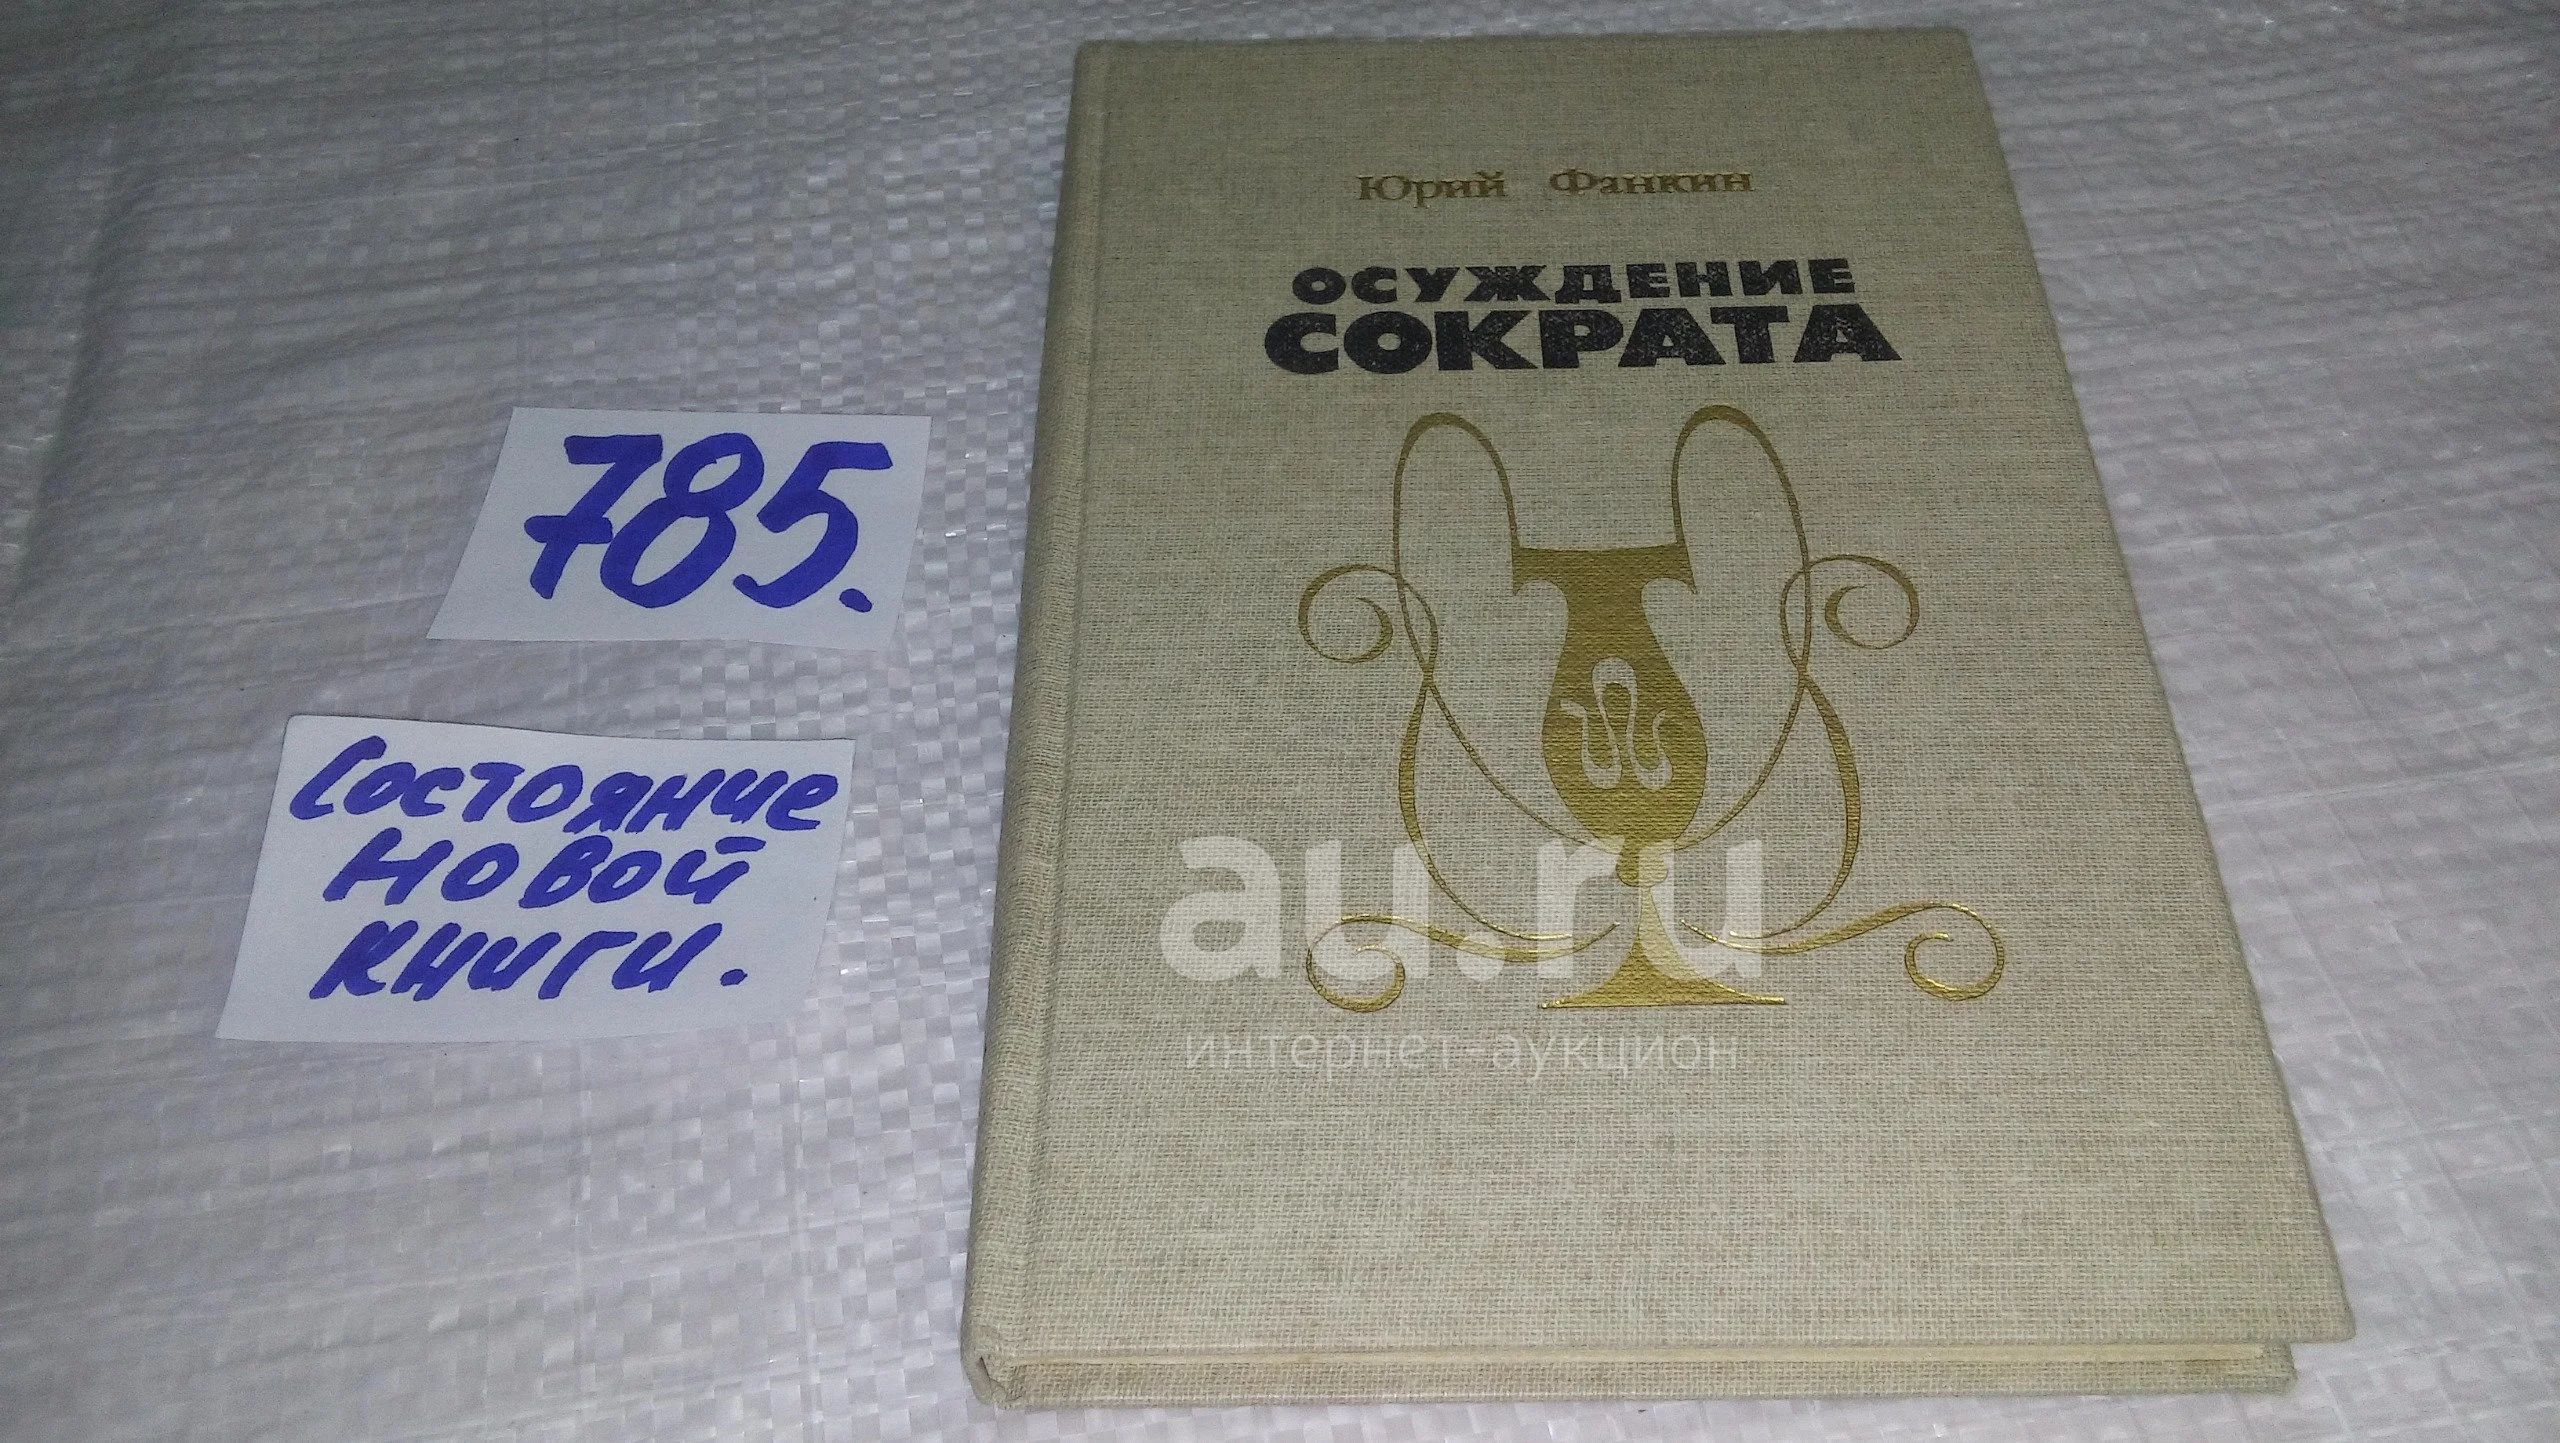 Юрий Фанкин
ОСУЖДЕНИЕ
СОКРАТА
785.
Состояние
новой
книги.
au.ru
интернет-аукцион